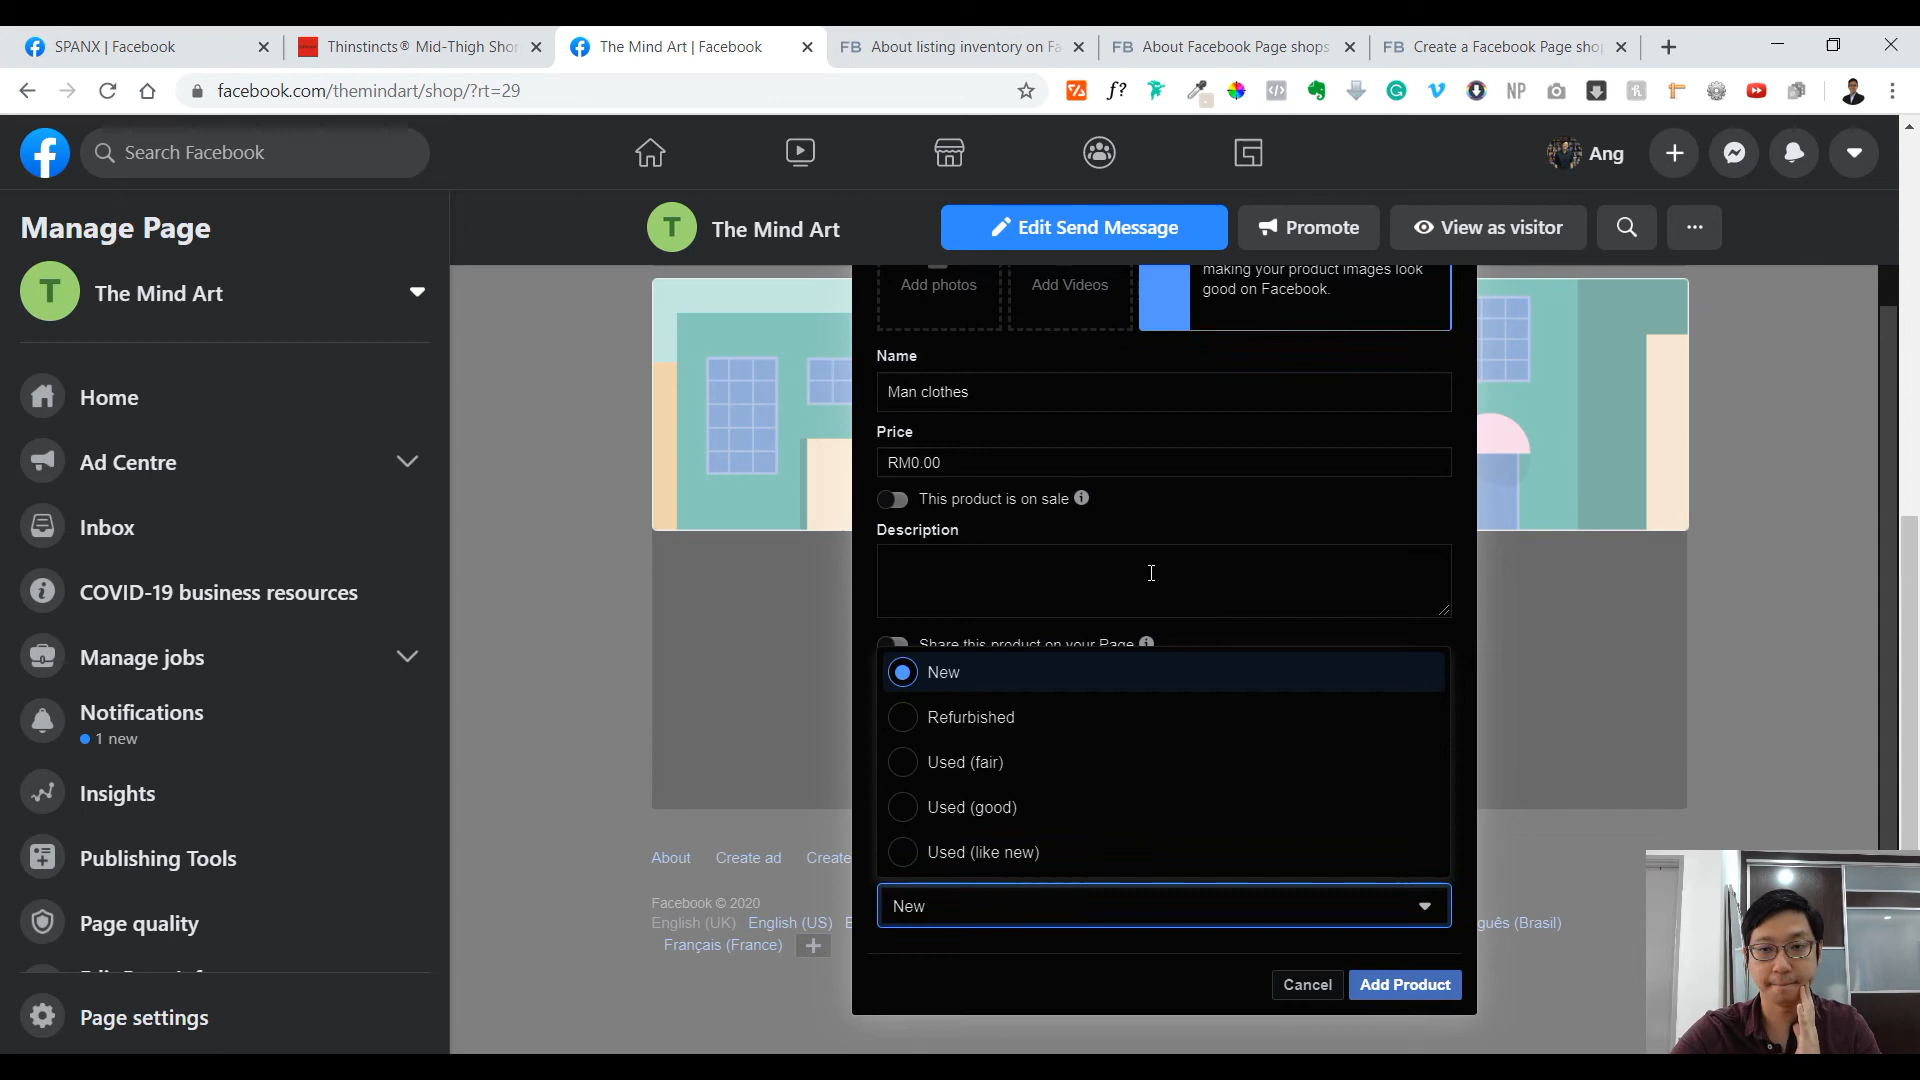 SPANX | Facebook
Thinstincts® Mid-Thigh Shor
The Mind Art | Facebook
FB About listing inventory on Fa
FB About Facebook Page shops
FB Create a Facebook Page shop
facebook.com/themindart/shop/?rt=29
f?
NP
Search Facebook
Ang
Manage Page
T The Mind Art
Home
Ad Centre
Inbox
COVID-19 business resources
Manage jobs
Notifications
1 new
Insights
Publishing Tools
Page quality
Page settings
T The Mind Art
Edit Send Message
Promote
View as visitor
Add photos
Add Videos
making your product images look
good on Facebook.
Name
Man clothes
Price
RM0.00
This product is on sale
Description
Share this product on your Page
New
Refurbished
Used (fair)
Used (good)
Used (like new)
New
Cancel
Add Product
About Create ad Create
Facebook © 2020
English (UK) English (US) E
guês (Brasil)
Français (France)